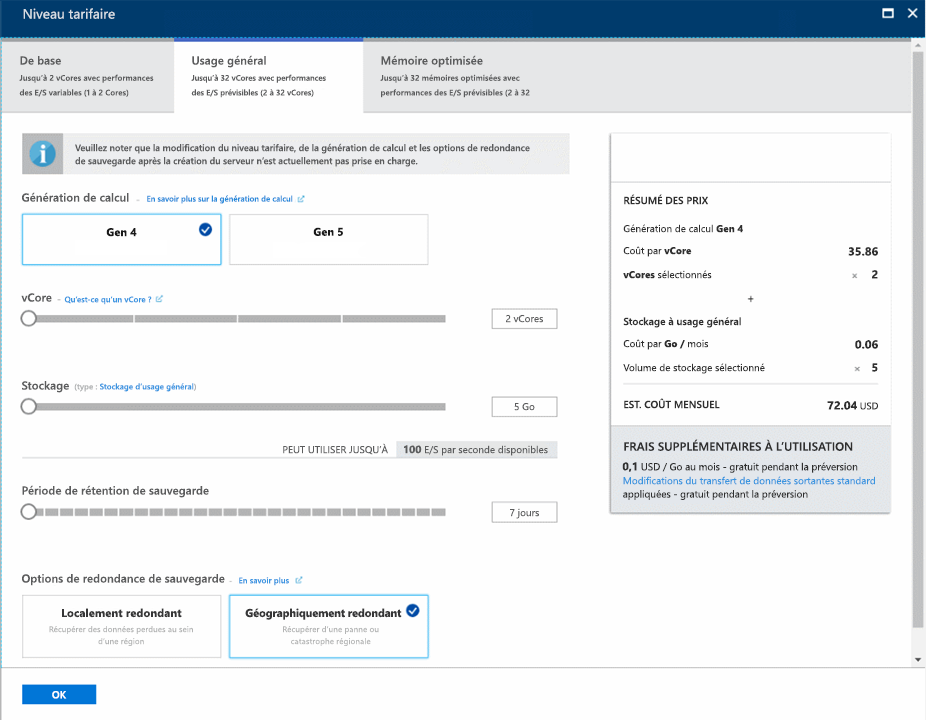 Niveau tarifaire
De base
Jusqu'à 2 vCores avec performances
des E/S variables (1 à 2 Cores)
Usage général
Jusqu'à 32 vCores avec performances
des E/S prévisibles (2 à 32 vCores)
Mémoire optimisée
Jusqu'à 32 mémoires optimisées avec
performances des E/S prévisibles (2 à 32
Veuillez noter que la modification du niveau tarifaire, de la génération de calcul et les options de redondance
de sauvegarde après la création du serveur n'est actuellement pas prise en charge.
Génération de calcul - En savoir plus sur la génération de calcul
Gen 4
Gen 5
vCore - Qu'est-ce qu'un vCore ?
2 vCores
Stockage (type : Stockage d'usage général)
5 Go
PEUT UTILISER JUSQU'À 100 E/S par seconde disponibles
Période de rétention de sauvegarde
7 jours
Options de redondance de sauvegarde - En savoir plus
Localement redondant
Récupérer des données perdues au sein
d'une région
Géographiquement redondant
Récupérer d'une panne ou
catastrophe régionale
OK
RÉSUMÉ DES PRIX
Génération de calcul Gen 4
Coût par vCore 35.86
vCores sélectionnés × 2
+
Stockage à usage général
Coût par Go / mois 0.06
Volume de stockage sélectionné × 5
EST. COÛT MENSUEL 72.04 USD
FRAIS SUPPLÉMENTAIRES À L'UTILISATION
0,1 USD / Go au mois - gratuit pendant la préversion
Modifications du transfert de données sortantes standard
appliquées - gratuit pendant la préversion